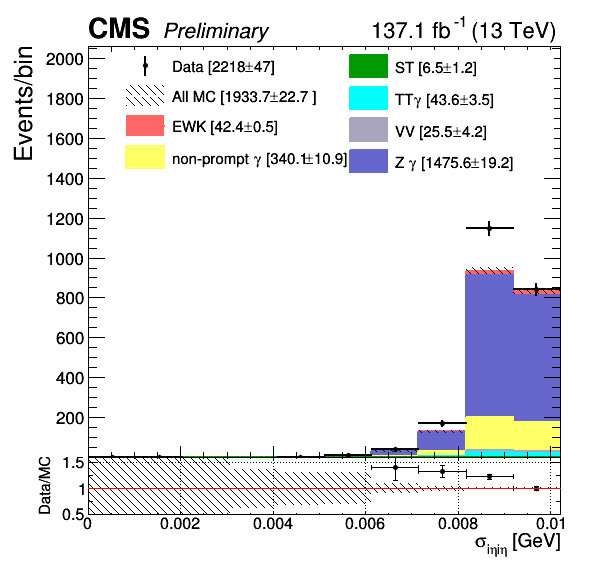 CMS Preliminary 137.1 fb⁻¹ (13 TeV)
Events/bin
2000
1800
1600
1400
1200
1000
800
600
400
200
Data [2218±47]
All MC [1933.7±22.7 ]
EWK [42.4±0.5]
non-prompt γ [340.1±10.9]
ST [6.5±1.2]
TTγ [43.6±3.5]
VV [25.5±4.2]
Z γ [1475.6±19.2]
Data/MC
1.5
1
0.5
0 0.002 0.004 0.006 0.008 0.01
σiηiη [GeV]